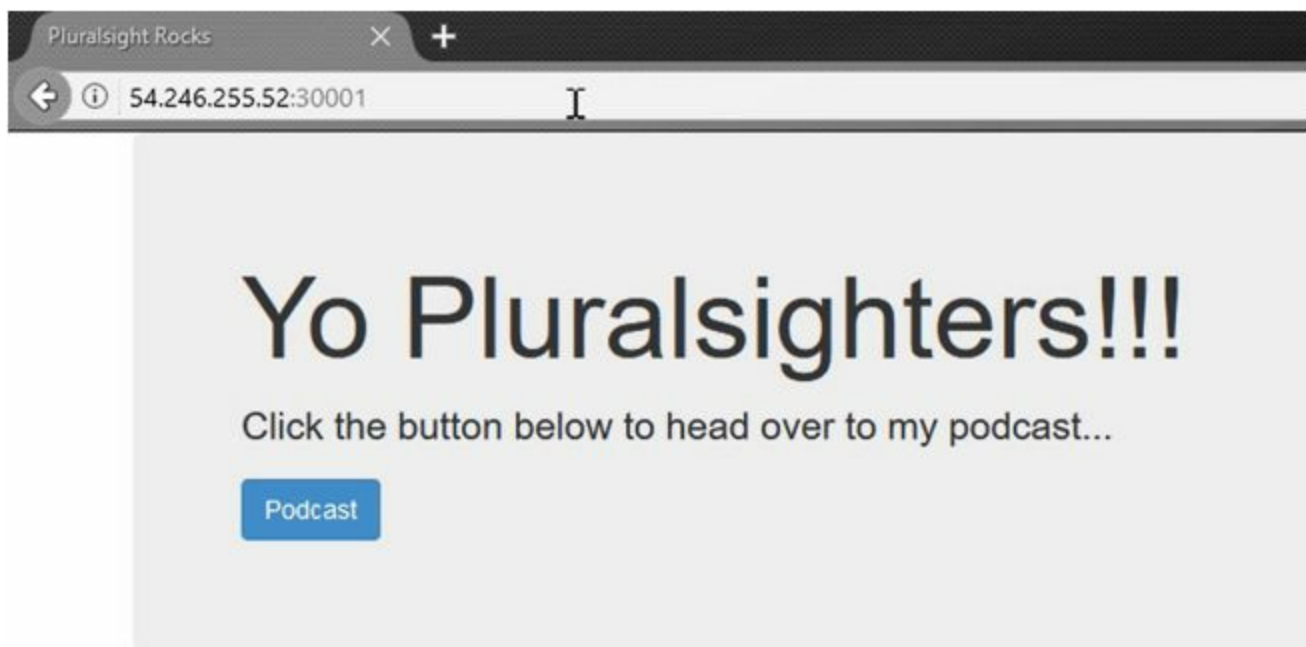 Pluralsight Rocks
54.246.255.52:30001
Yo Pluralsighters!!!
Click the button below to head over to my podcast...
Podcast